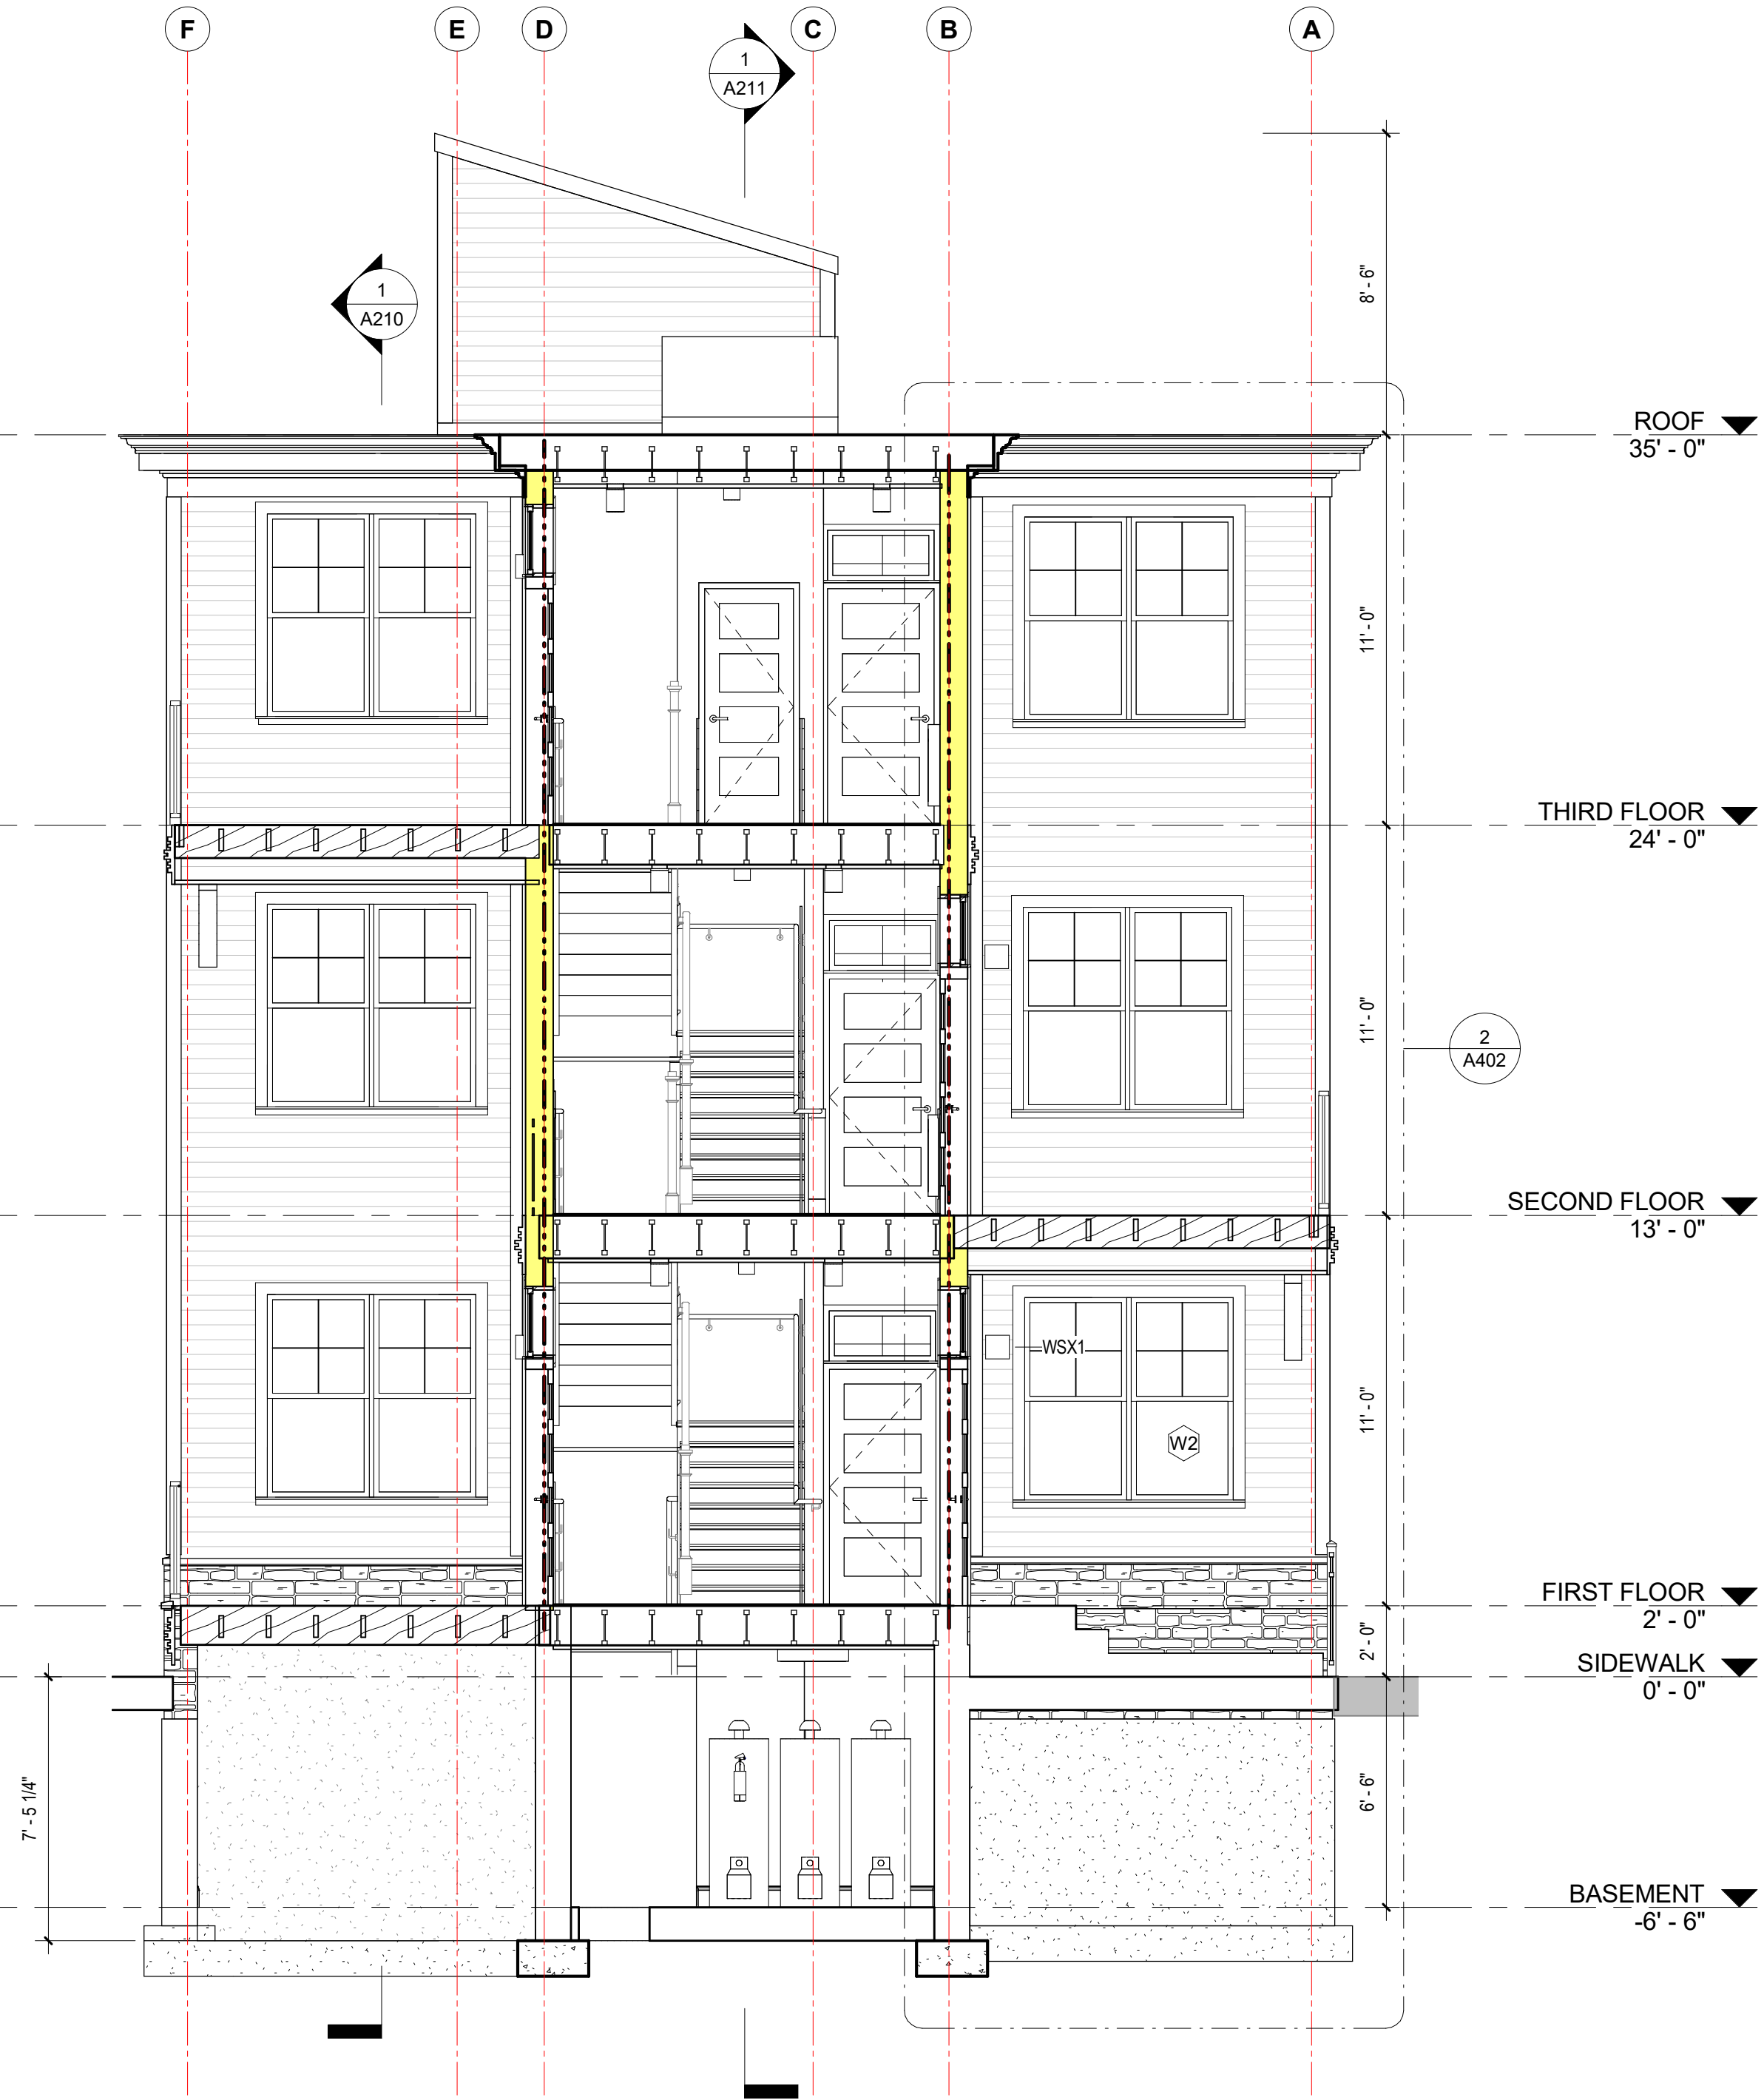 F
E
D
C
B
A
1
A211
1
A210
8' - 6"
ROOF
35' - 0"
11' - 0"
THIRD FLOOR
24' - 0"
11' - 0"
2
A402
SECOND FLOOR
13' - 0"
WSX1
11' - 0"
W2
FIRST FLOOR
2' - 0"
2' - 0"
SIDEWALK
0' - 0"
7' - 5 1/4"
6' - 6"
BASEMENT
-6' - 6"